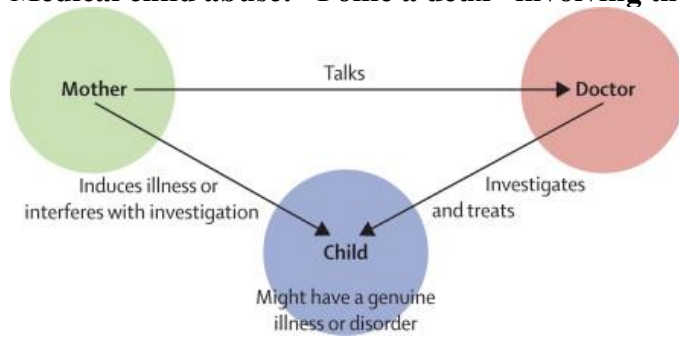 Talks
Mother
Doctor
Induces illness or
interferes with investigation
Investigates
and treats
Child
Might have a genuine
illness or disorder